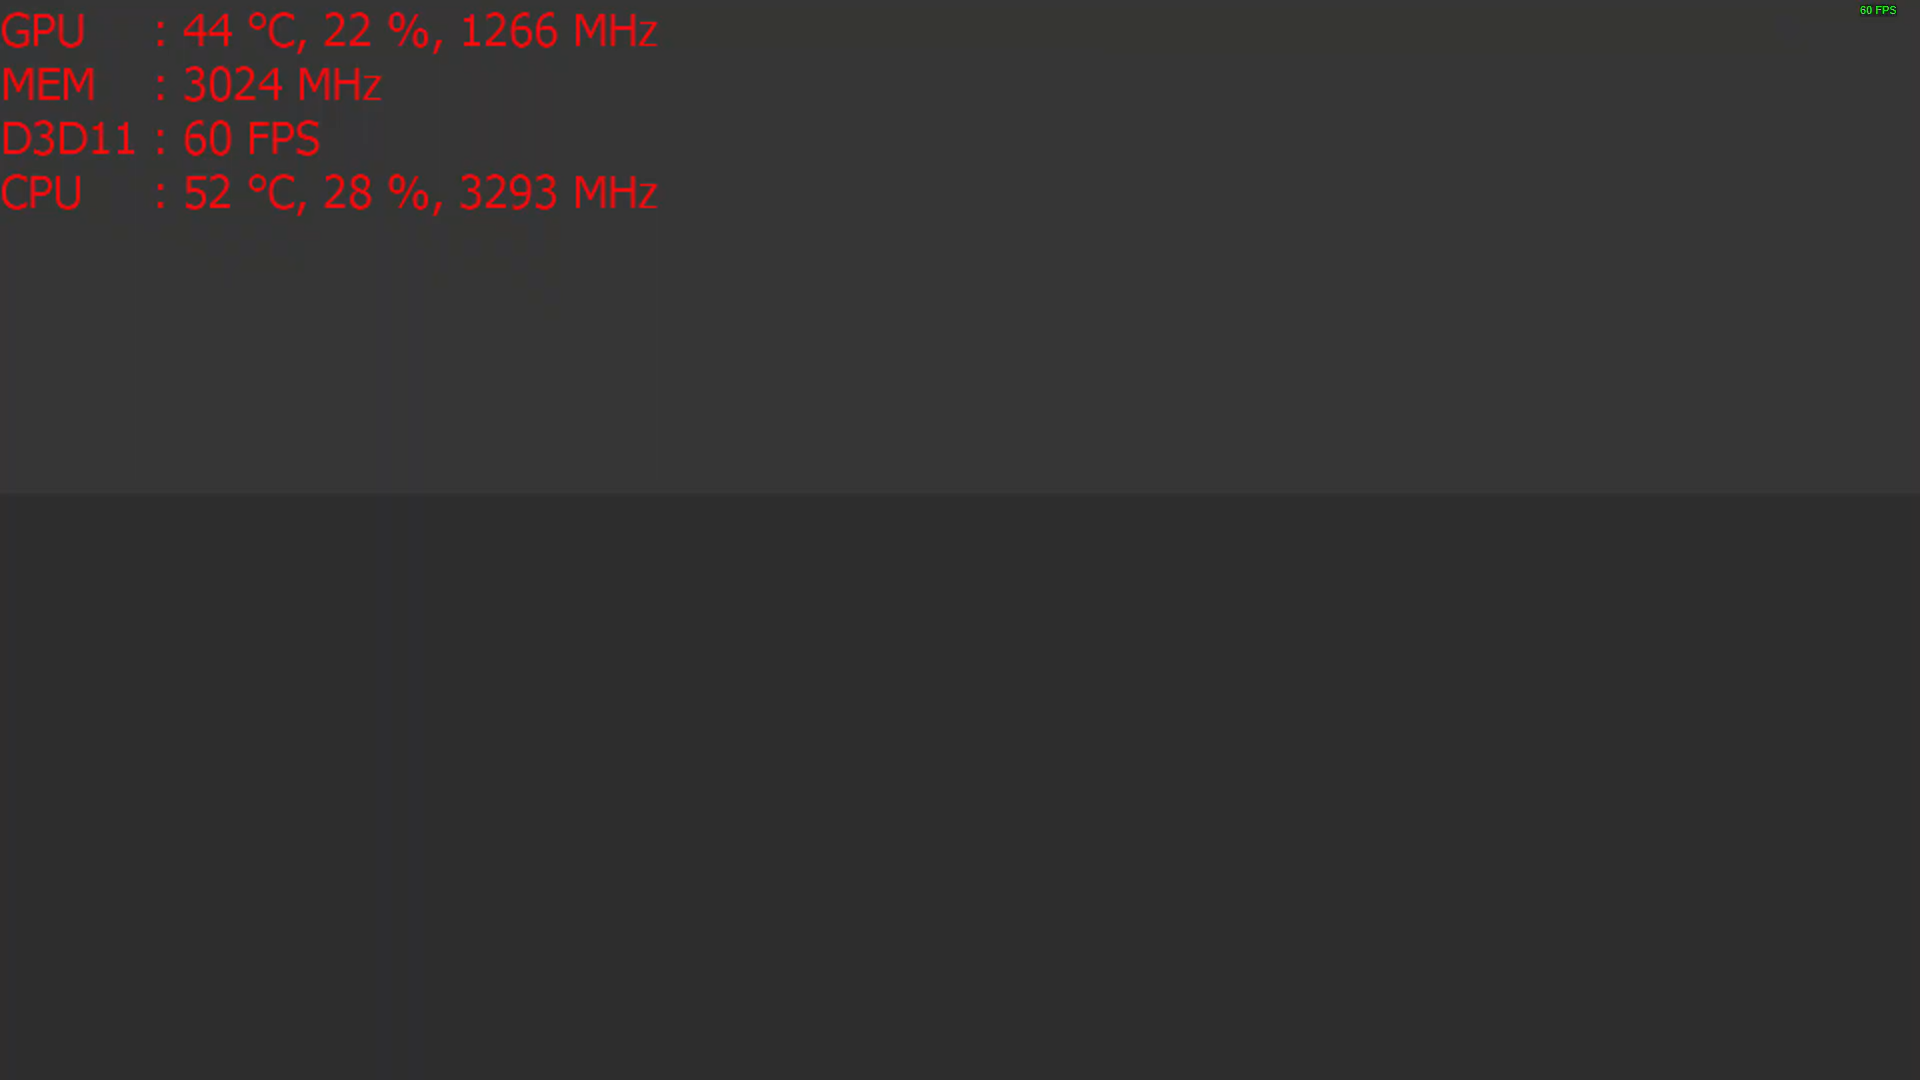 GPU : 44 °C, 22 %, 1266 MHz
60 FPS
MEM : 3024 MHz
D3D11 : 60 FPS
CPU : 52 °C, 28 %, 3293 MHz